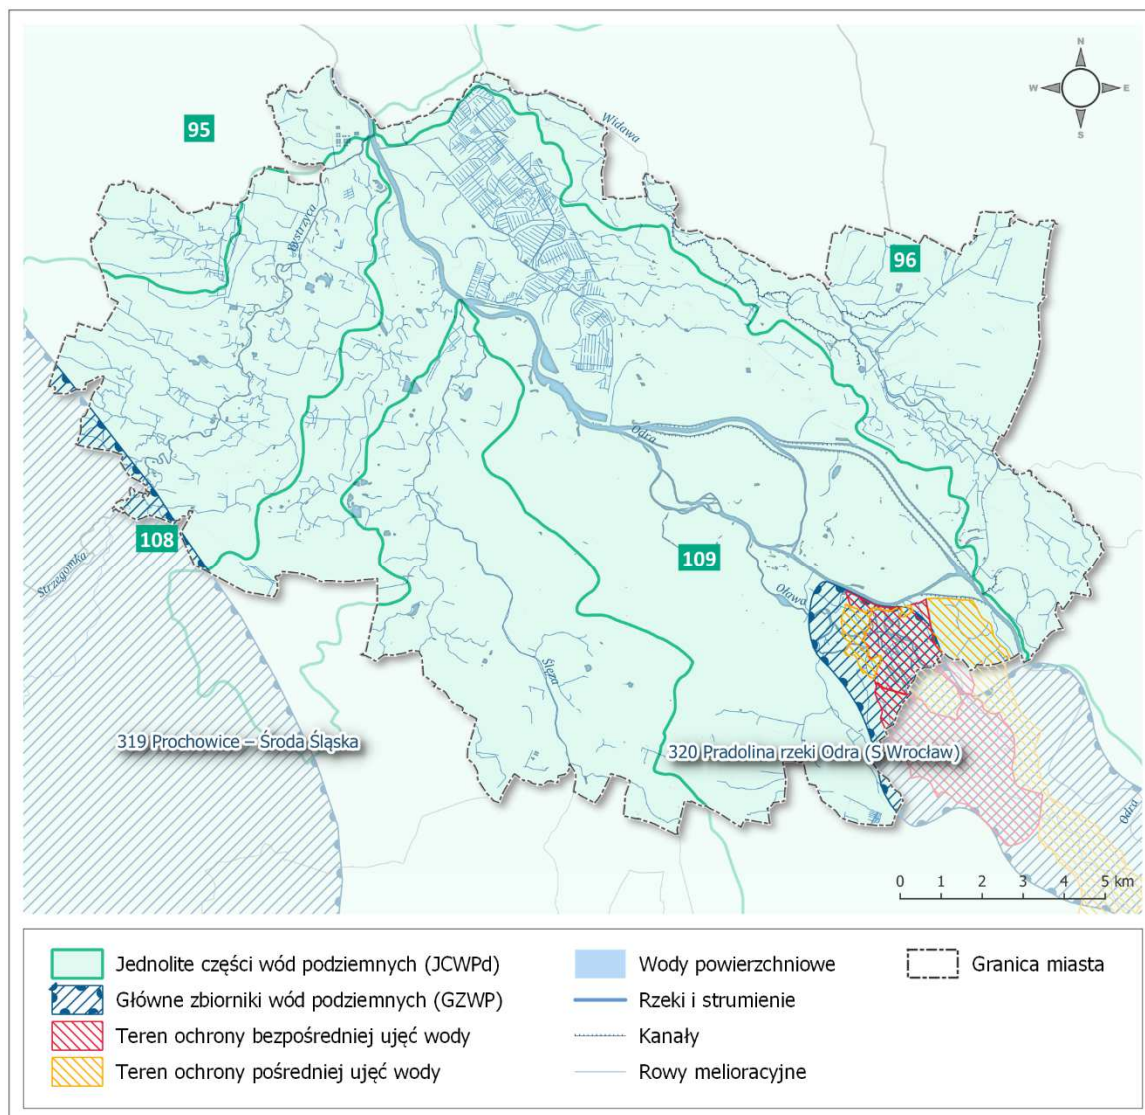 N
W E
S
95
Widawa
96
Bystrzyca
Odra
108
Strzegomka
109
Oława
Ślęza
319 Prochowice – Środa Śląska
320 Pradolina rzeki Odra (S Wrocław)
Odra
0 1 2 3 4 5 km
Jednolite części wód podziemnych (JCWPd)
Główne zbiorniki wód podziemnych (GZWP)
Teren ochrony bezpośredniej ujęć wody
Teren ochrony pośredniej ujęć wody
Wody powierzchniowe
Rzeki i strumienie
Kanały
Rowy melioracyjne
Granica miasta